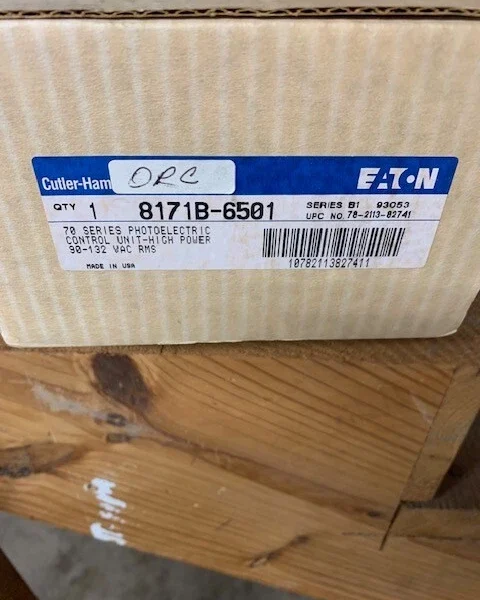 Cutler-Ham
ORC
EATON
QTY 1 8171B-6501 SERIES B1 93053
UPC NO. 78-2113-82741
70 SERIES PHOTOELECTRIC
CONTROL UNIT-HIGH POWER
90-132 VAC RMS
MADE IN USA
10782113827411